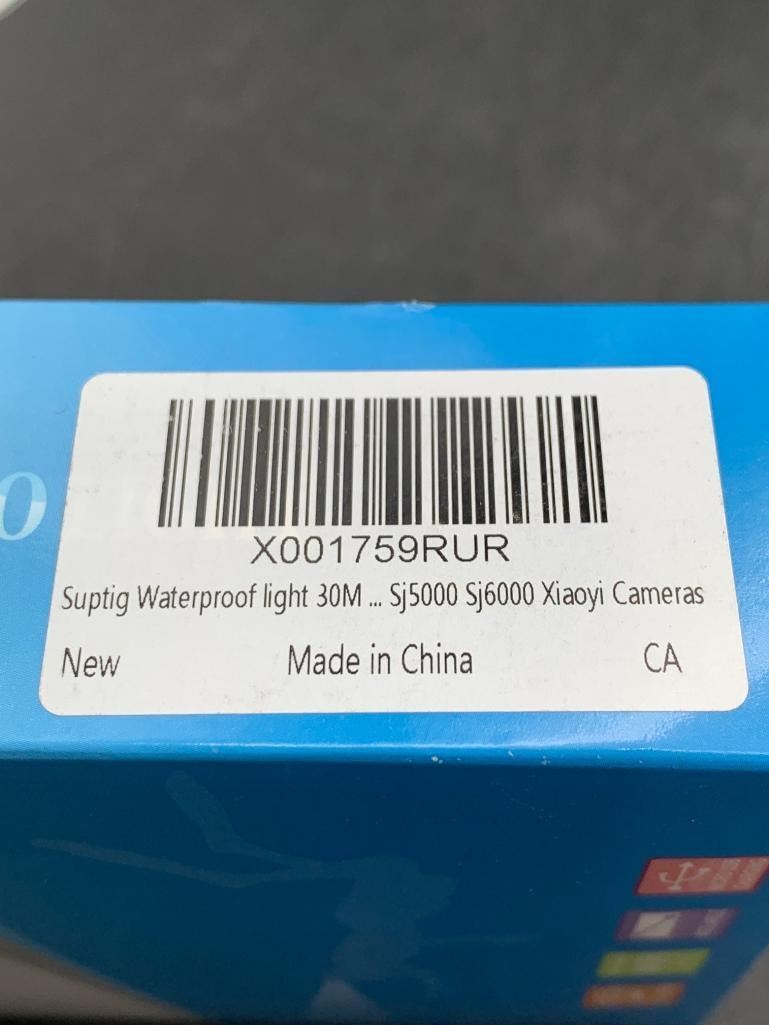 X001759RUR
Suptig Waterproof light 30M ... Sj5000 Sj6000 Xiaoyi Cameras
New Made in China CA